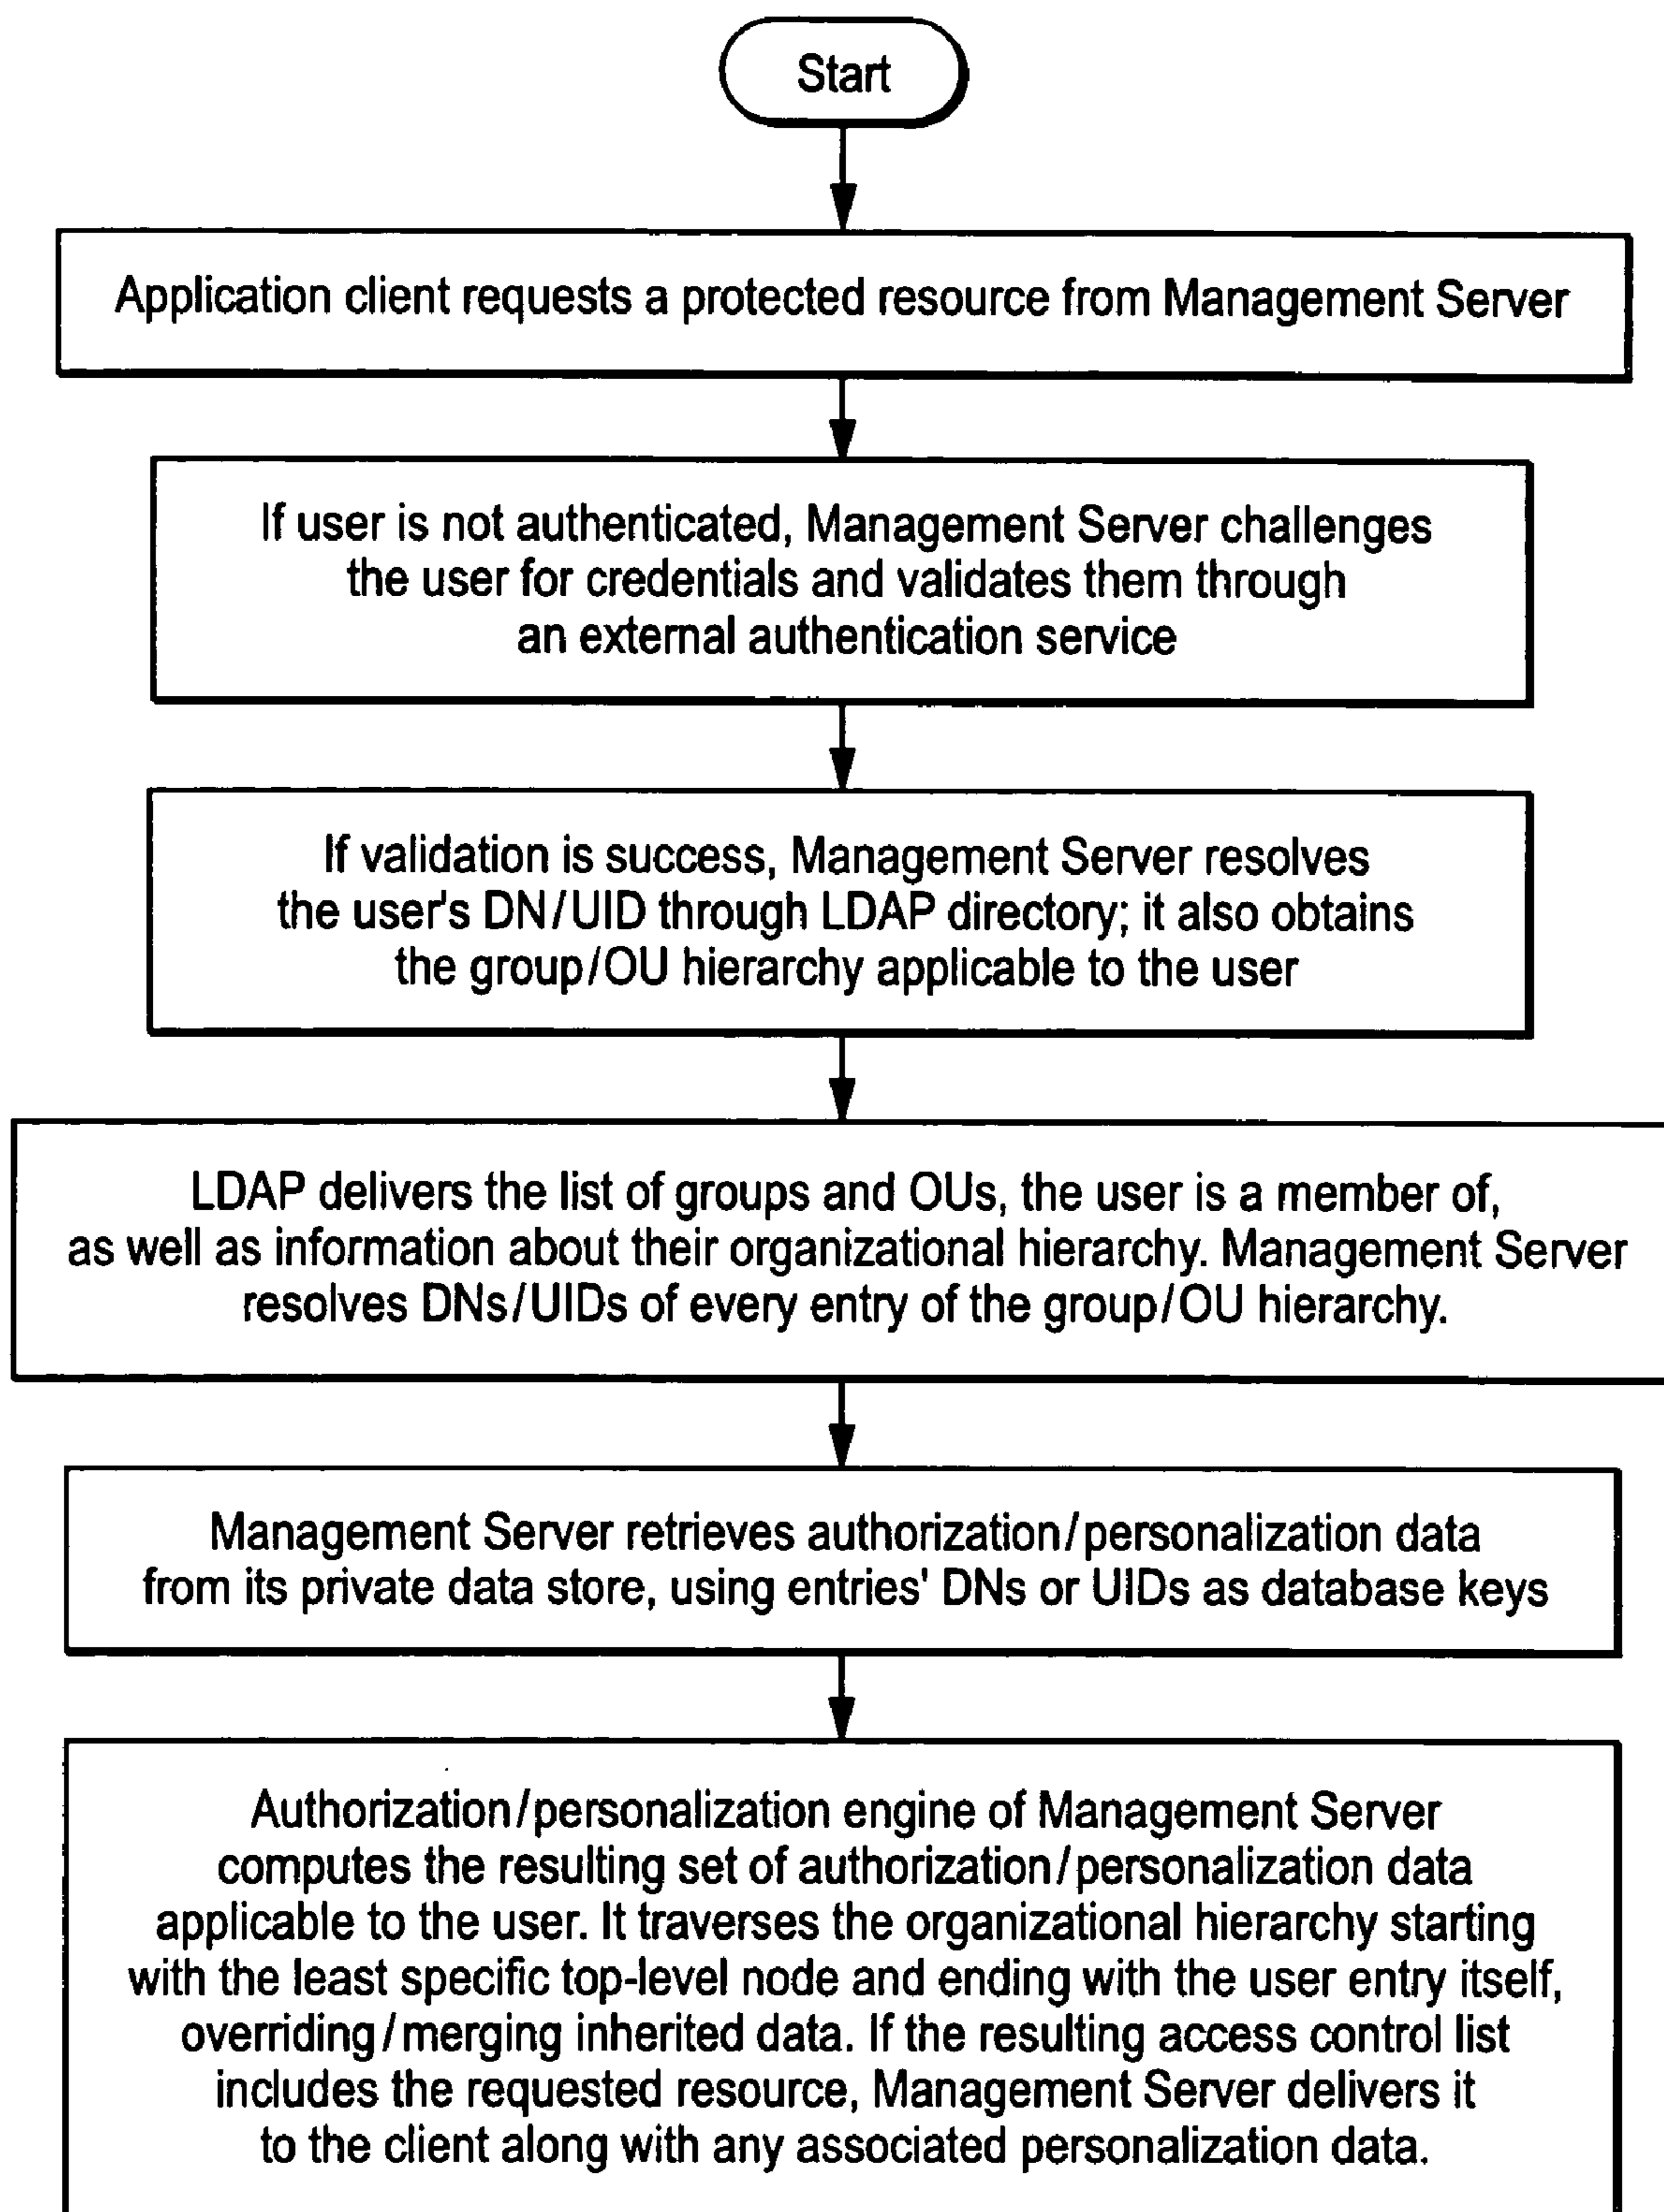 Start
Application client requests a protected resource from Management Server
If user is not authenticated, Management Server challenges
the user for credentials and validates them through
an external authentication service
If validation is success, Management Server resolves
the user's DN/UID through LDAP directory; it also obtains
the group/OU hierarchy applicable to the user
LDAP delivers the list of groups and OUs, the user is a member of,
as well as information about their organizational hierarchy. Management Server
resolves DNs/UIDs of every entry of the group/OU hierarchy.
Management Server retrieves authorization/personalization data
from its private data store, using entries' DNs or UIDs as database keys
Authorization/personalization engine of Management Server
computes the resulting set of authorization/personalization data
applicable to the user. It traverses the organizational hierarchy starting
with the least specific top-level node and ending with the user entry itself,
overriding/merging inherited data. If the resulting access control list
includes the requested resource, Management Server delivers it
to the client along with any associated personalization data.